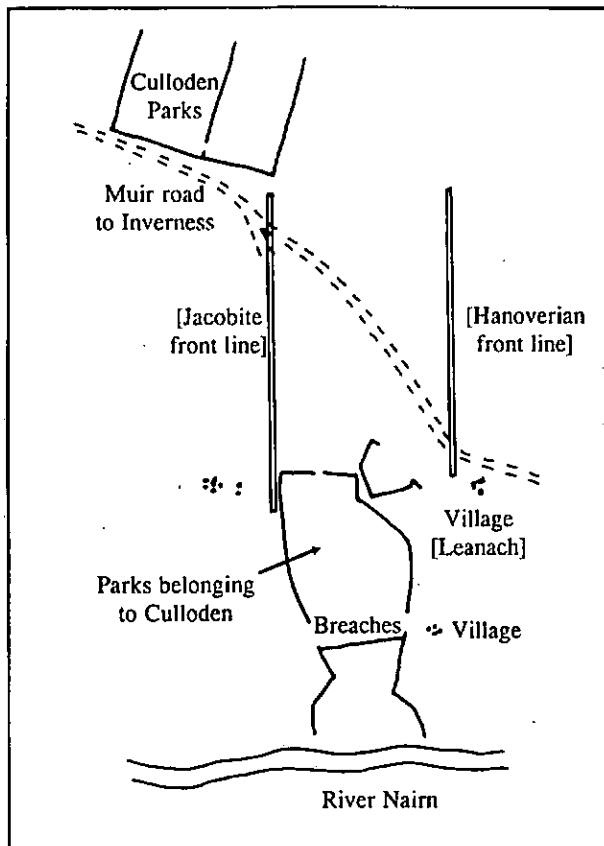 Culloden
Parks
Muir road
to Inverness
[Jacobite
front line]
[Hanoverian
front line]
Village
[Leanach]
Parks belonging
to Culloden
Breaches
Village
River Nairn